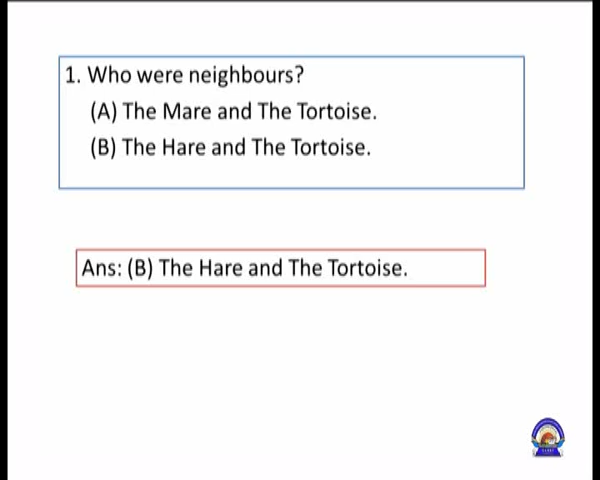 1. Who were neighbours?
(A) The Mare and The Tortoise.
(B) The Hare and The Tortoise.
Ans: (B) The Hare and The Tortoise.